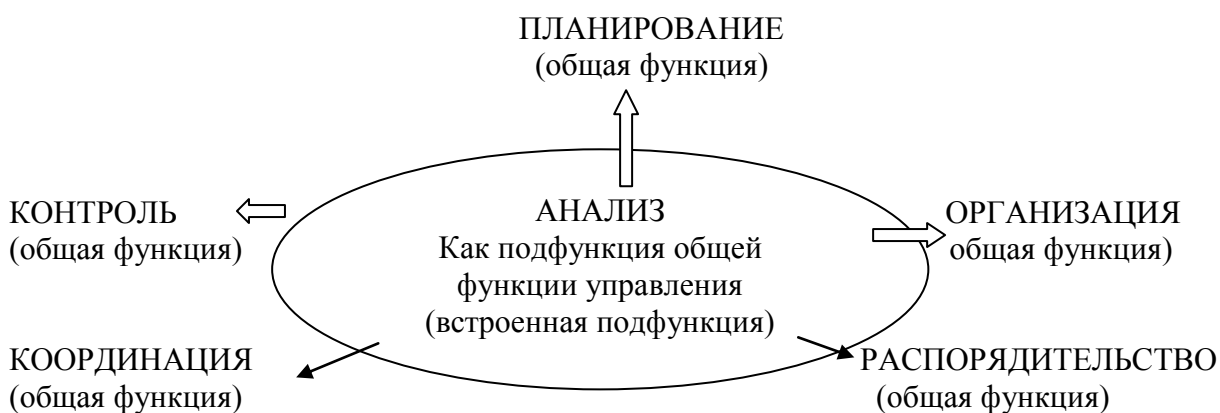 ПЛАНИРОВАНИЕ
(общая функция)
КОНТРОЛЬ
(общая функция)
АНАЛИЗ
Как подфункция общей
функции управления
(встроенная подфункция)
ОРГАНИЗАЦИЯ
общая функция)
КООРДИНАЦИЯ
(общая функция)
РАСПОРЯДИТЕЛЬСТВО
(общая функция)